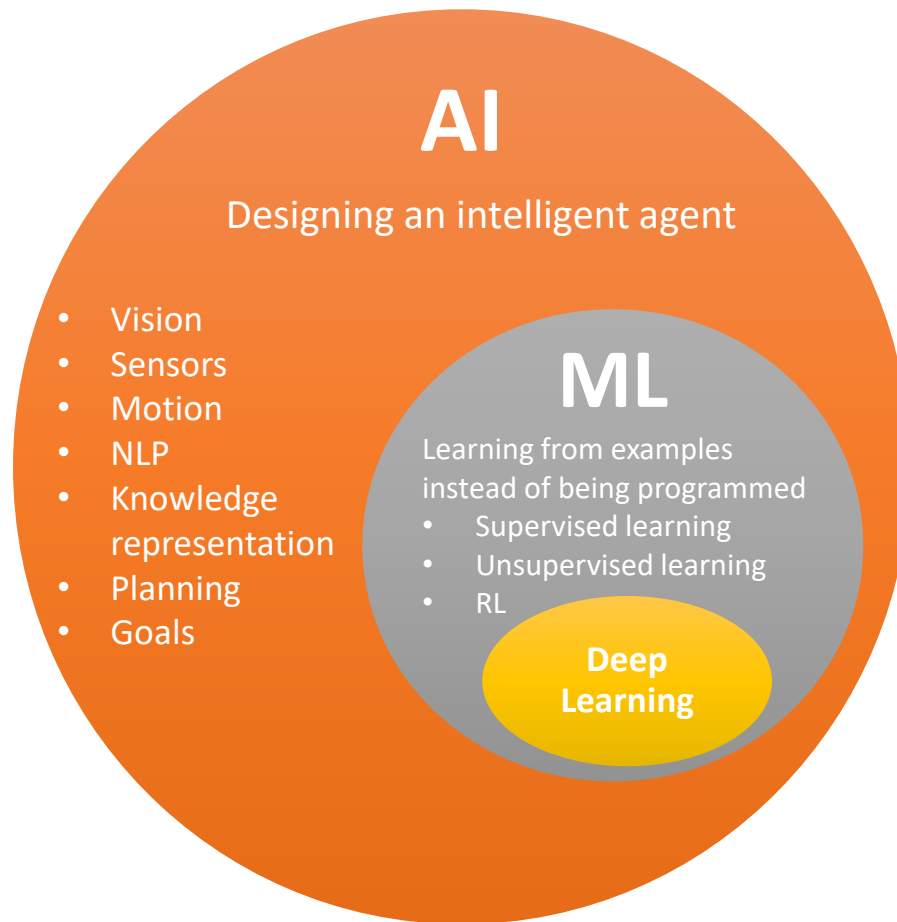 AI
Designing an intelligent agent
• Vision
• Sensors
• Motion
• NLP
• Knowledge
representation
• Planning
• Goals
ML
Learning from examples
instead of being programmed
• Supervised learning
• Unsupervised learning
• RL
Deep
Learning